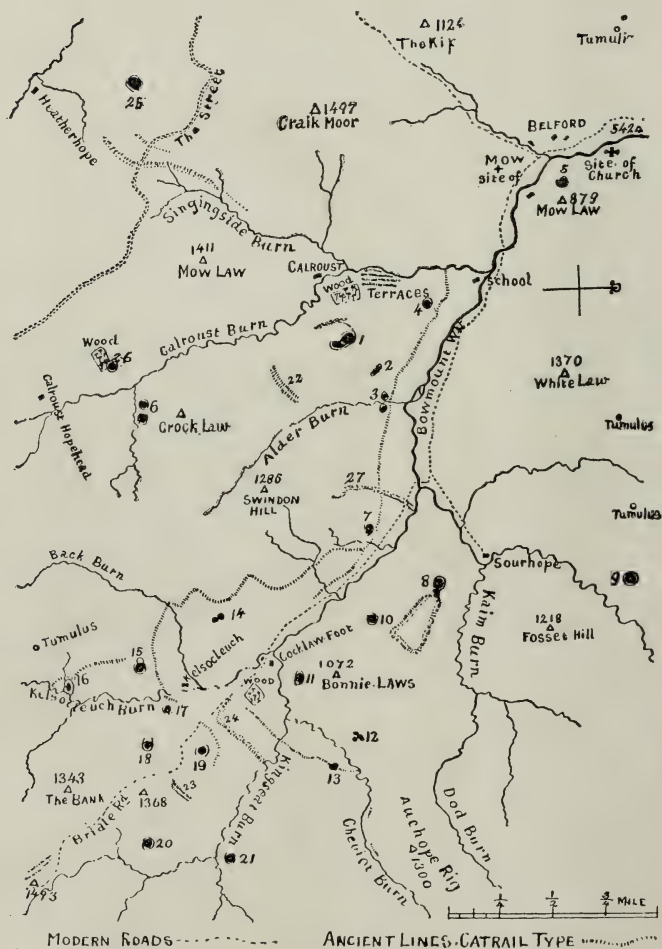 △ 1126
The Kip
Tumuli
25
The Street
Heatherhope
△1497
Craik Moor
BELFORD
542△
MOW
site of
Site of
Church
5
△879
MOW LAW
Singingside Burn
1411
△
MOW LAW
CALROUST
WOOD
TERRACES
School
4
Calroust Burn
1
Wood
26
2
22
3
Bowmount Wr.
1370
△
White Law
Calroust Hopehead
6
△
Crock Law
Alder Burn
Tumulus
1286
△
SWINDON
HILL
27
7
Tumulus
Sourhope
Back Burn
8
9
14
10
Kaim Burn
1218
△
FOSSET HILL
Tumulus
15
Kelsocleuch
Cocklaw Foot
16
WOOD
11
1072
△
BONNIE LAWS
Kelsocleuch Burn
17
24
12
18
19
13
1343
△
THE BANK
△
1368
23
Bridle Rd.
Kingseat Burn
Cheviot Burn
Auchope Rig
△1300
Dod Burn
20
21
△
1493
¼ ½ ¾ MILE
MODERN ROADS ANCIENT LINES, CATRAIL TYPE